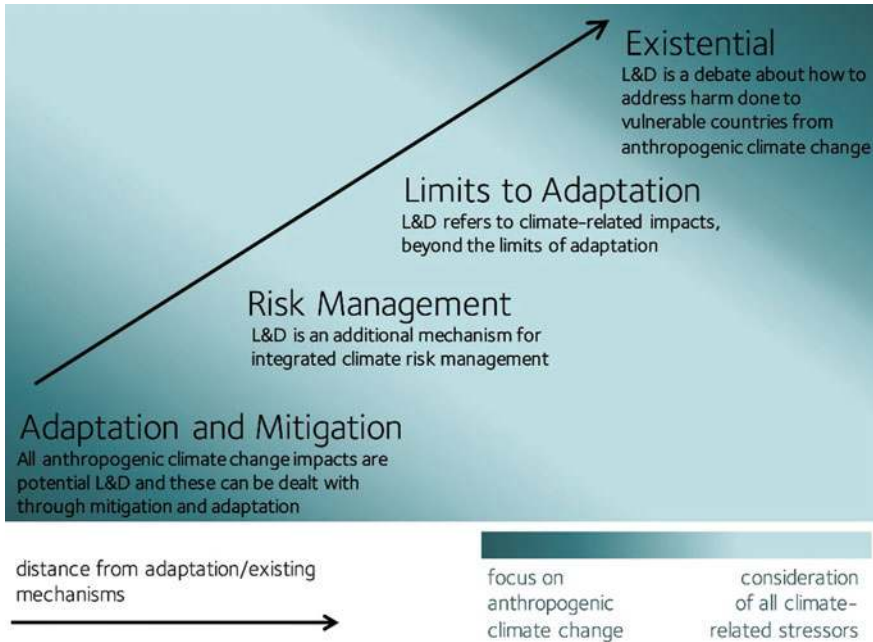 Existential
L&D is a debate about how to
address harm done to
vulnerable countries from
anthropogenic climate change
Limits to Adaptation
L&D refers to climate-related impacts,
beyond the limits of adaptation
Risk Management
L&D is an additional mechanism for
integrated climate risk management
Adaptation and Mitigation
All anthropogenic climate change impacts are
potential L&D and these can be dealt with
through mitigation and adaptation
distance from adaptation/existing
mechanisms
focus on
anthropogenic
climate change
consideration
of all climate-
related stressors